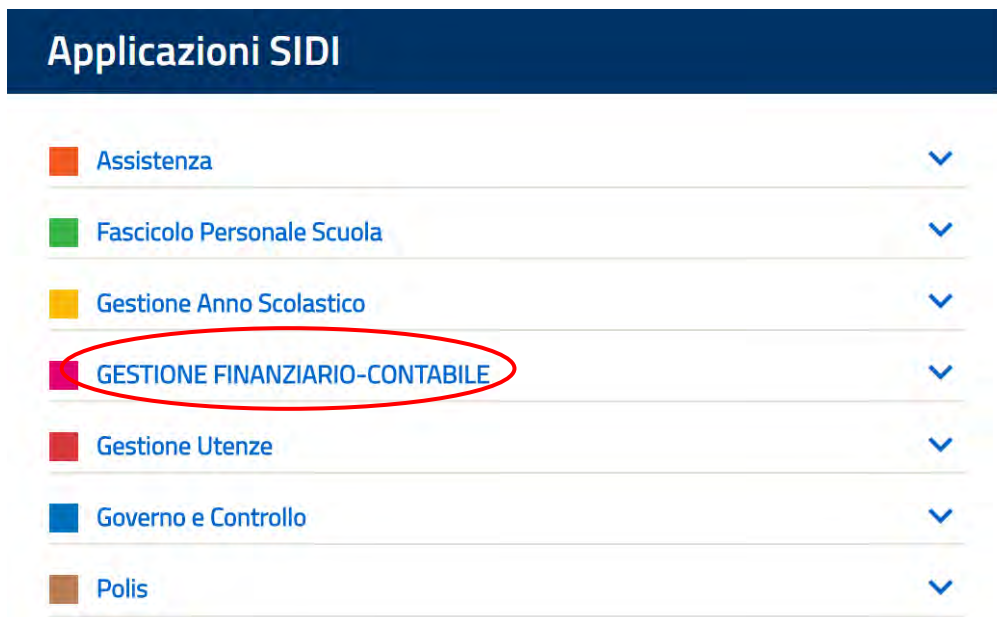 Applicazioni SIDI
Assistenza
Fascicolo Personale Scuola
Gestione Anno Scolastico
GESTIONE FINANZIARIO-CONTABILE
Gestione Utenze
Governo e Controllo
Polis